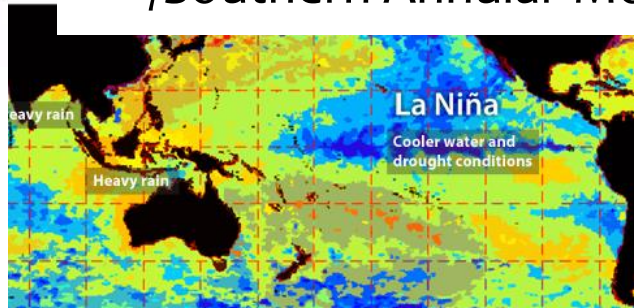 /Southern Annular
La Niña
Cooler water and
drought conditions
eavy rain
Heavy rain